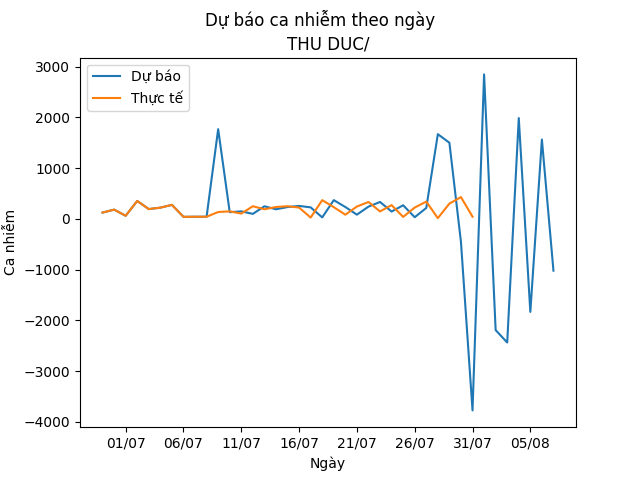 Dự báo ca nhiễm theo ngày
THU DUC/
Dự báo
Thực tế
3000
2000
1000
0
−1000
−2000
−3000
−4000
Ca nhiễm
01/07 06/07 11/07 16/07 21/07 26/07 31/07 05/08
Ngày